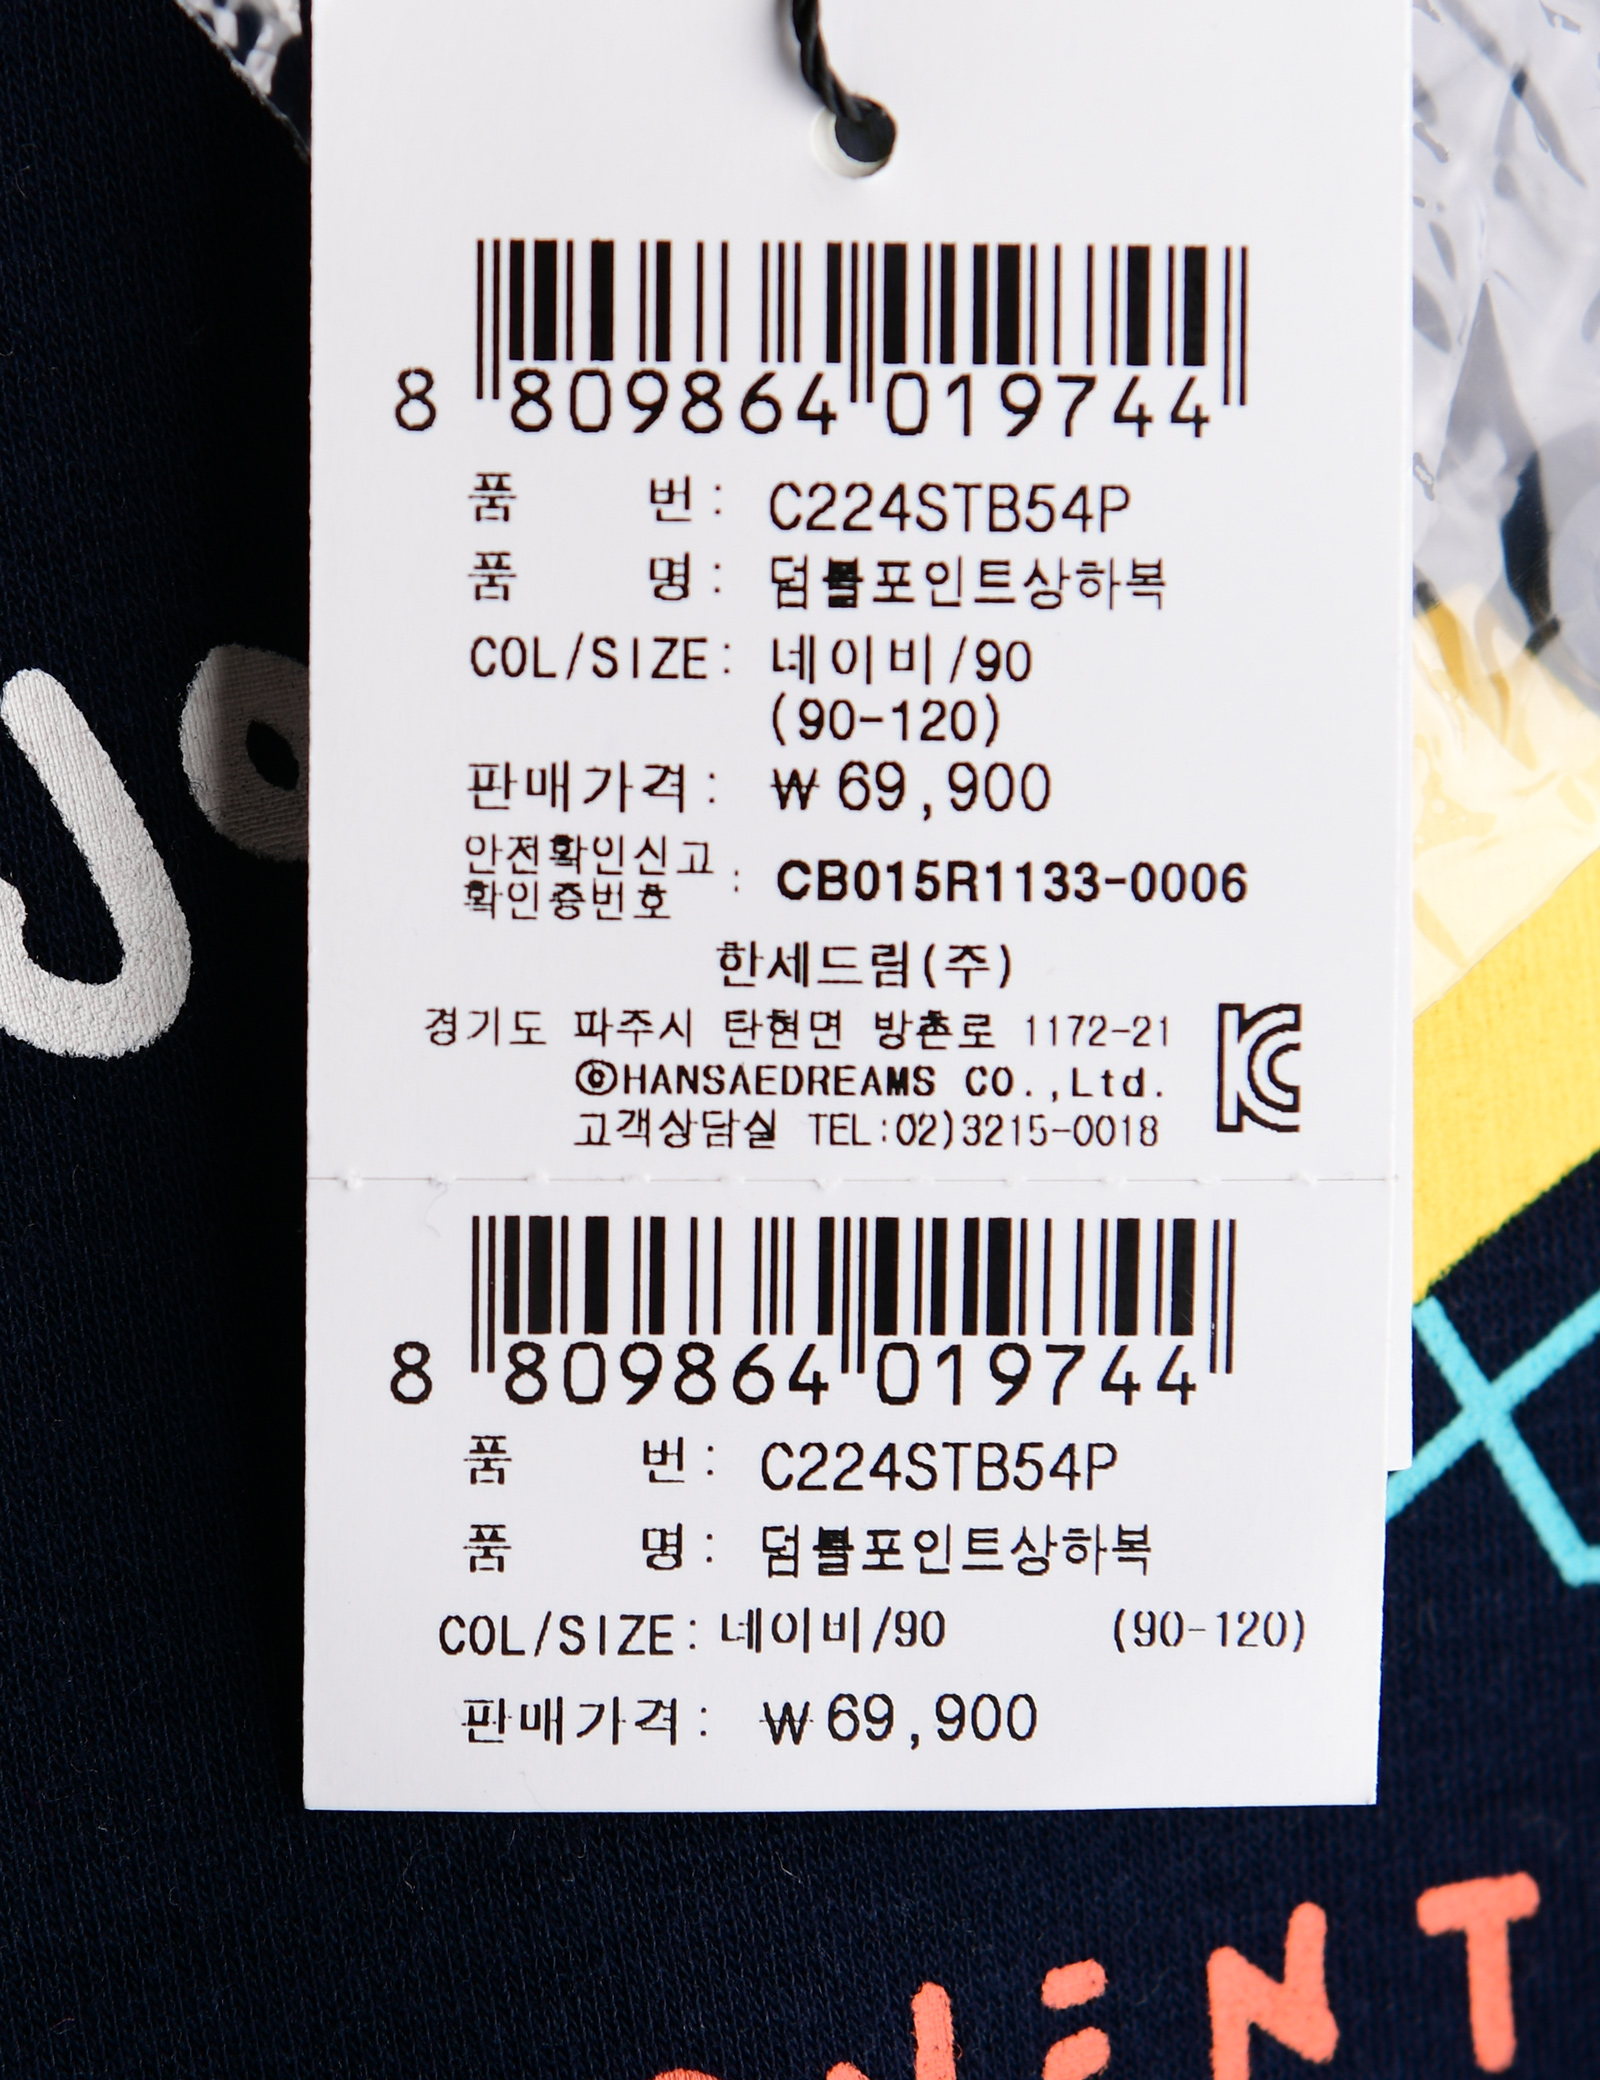 8 809864 019744
품 번: C224STB54P
품 명: 덤블포인트상하복
COL/SIZE: 네이비/90
(90-120)
판매가격: ₩69,900
안전확인신고
확인증번호 : CB015R1133-0006
한세드림(주)
경기도 파주시 탄현면 방촌로 1172-21
©HANSAEDREAMS CO.,Ltd.
고객상담실 TEL:02)3215-0018
8 809864 019744
품 번: C224STB54P
품 명: 덤블포인트상하복
COL/SIZE: 네이비/90 (90-120)
판매가격: ₩69,900